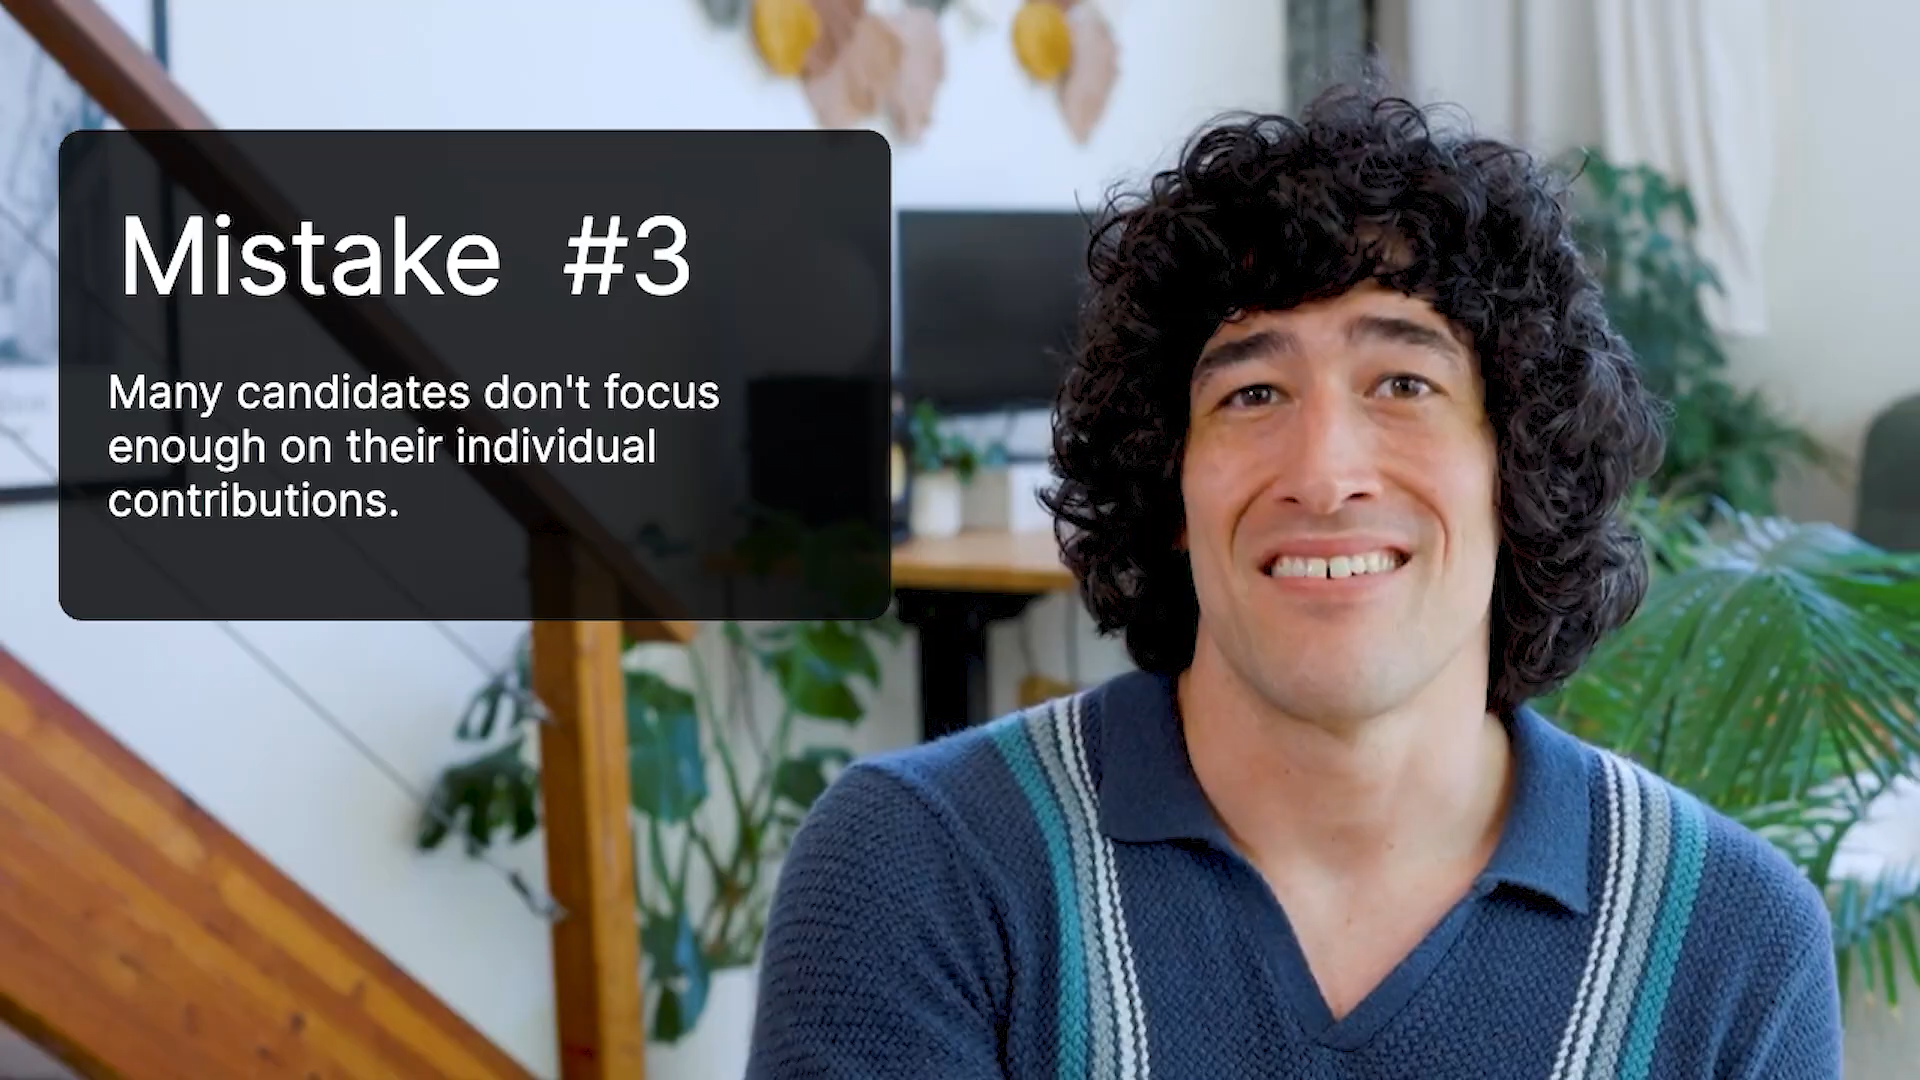 Mistake #3
Many candidates don't focus
enough on their individual
contributions.